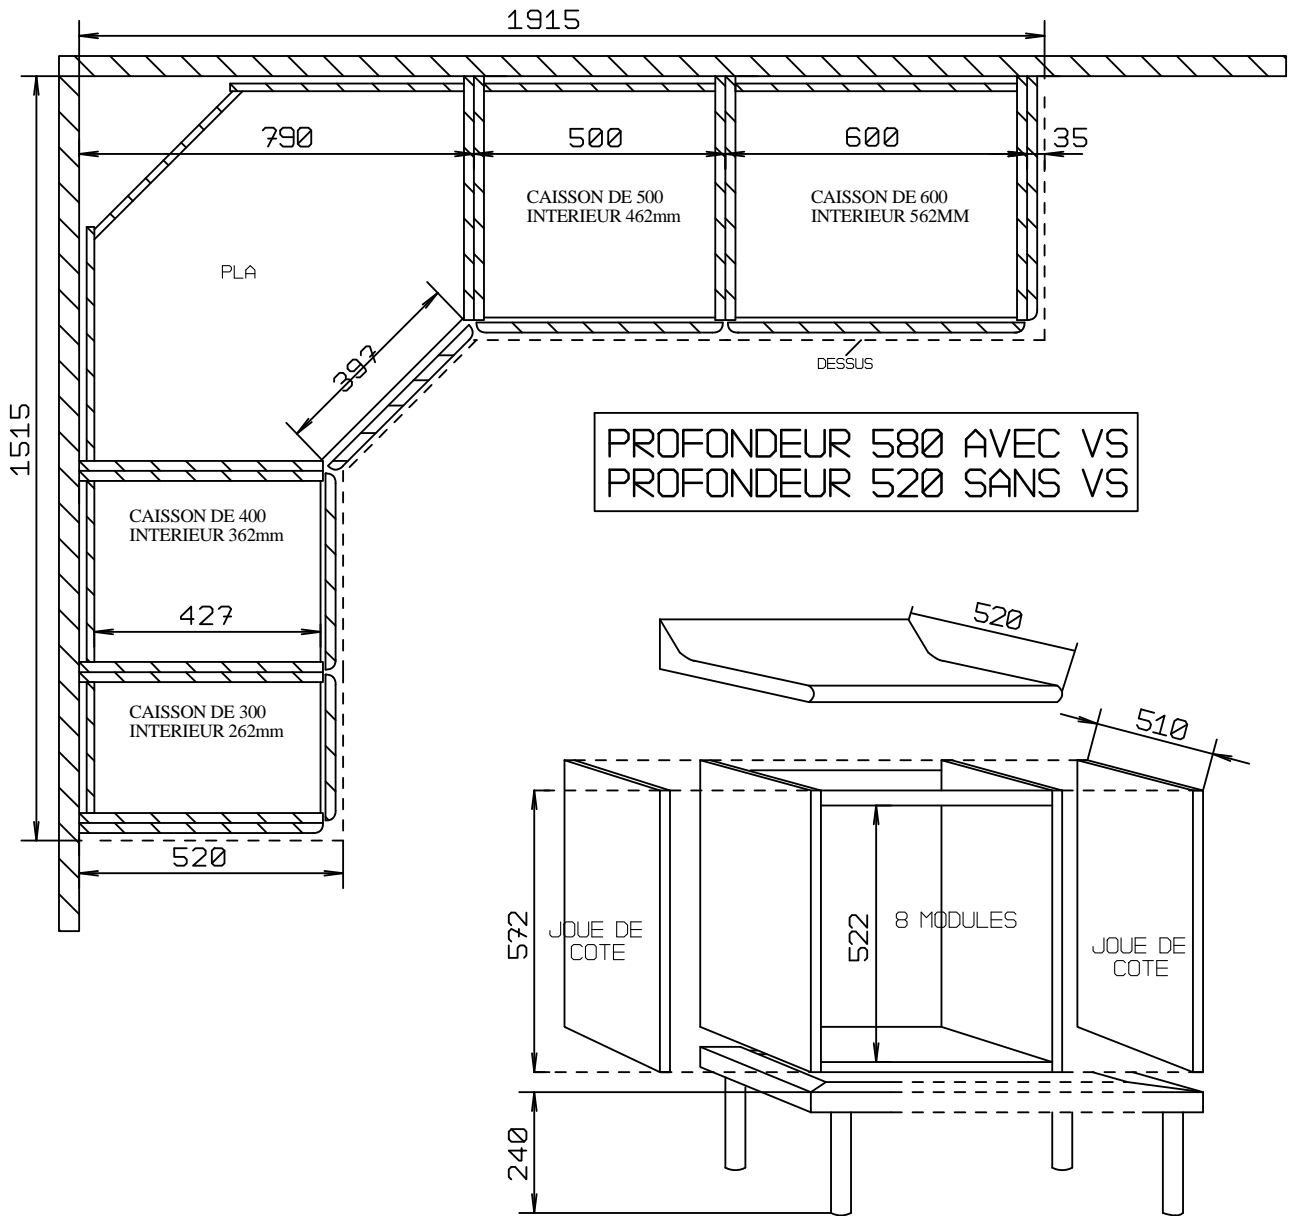 1915
790
500
600
35
CAISSON DE 500
INTERIEUR 462mm
CAISSON DE 600
INTERIEUR 562MM
PLA
397
DESSUS
1515
PROFONDEUR 580 AVEC VS
PROFONDEUR 520 SANS VS
CAISSON DE 400
INTERIEUR 362mm
427
CAISSON DE 300
INTERIEUR 262mm
520
520
510
572
JOUE DE
COTE
522
8 MODULES
JOUE DE
COTE
240